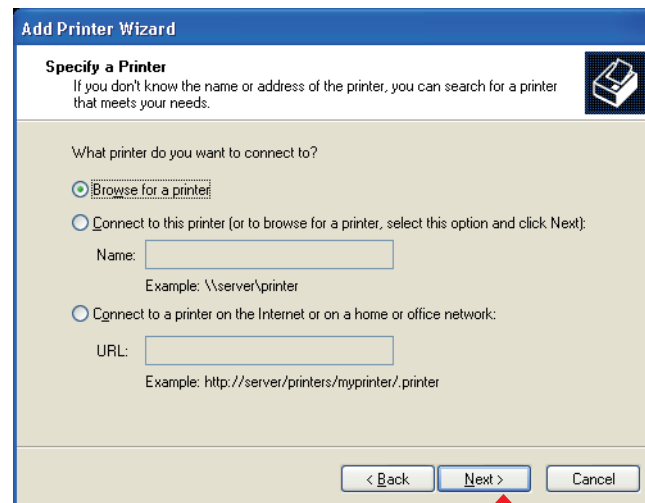 Add Printer Wizard
Specify a Printer
If you don't know the name or address of the printer, you can search for a printer
that meets your needs.
What printer do you want to connect to?
Browse for a printer
Connect to this printer (or to browse for a printer, select this option and click Next):
Name:
Example: \\server\printer
Connect to a printer on the Internet or on a home or office network:
URL:
Example: http://server/printers/myprinter/.printer
< Back Next > Cancel